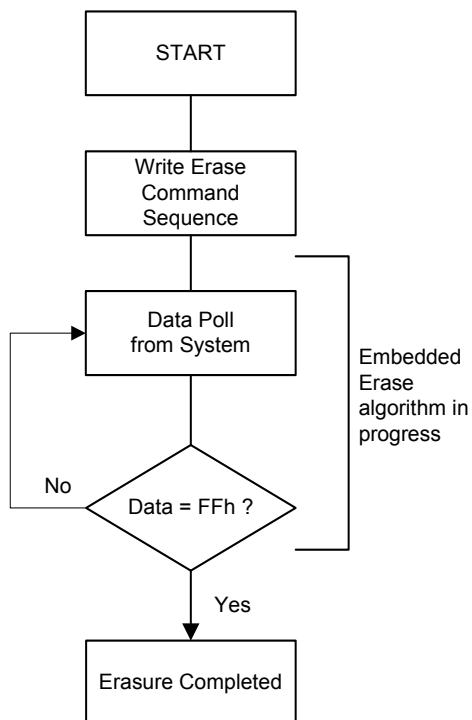 START
Write Erase
Command
Sequence
Data Poll
from System
Embedded
Erase
algorithm in
progress
No
Data = FFh ?
Yes
Erasure Completed